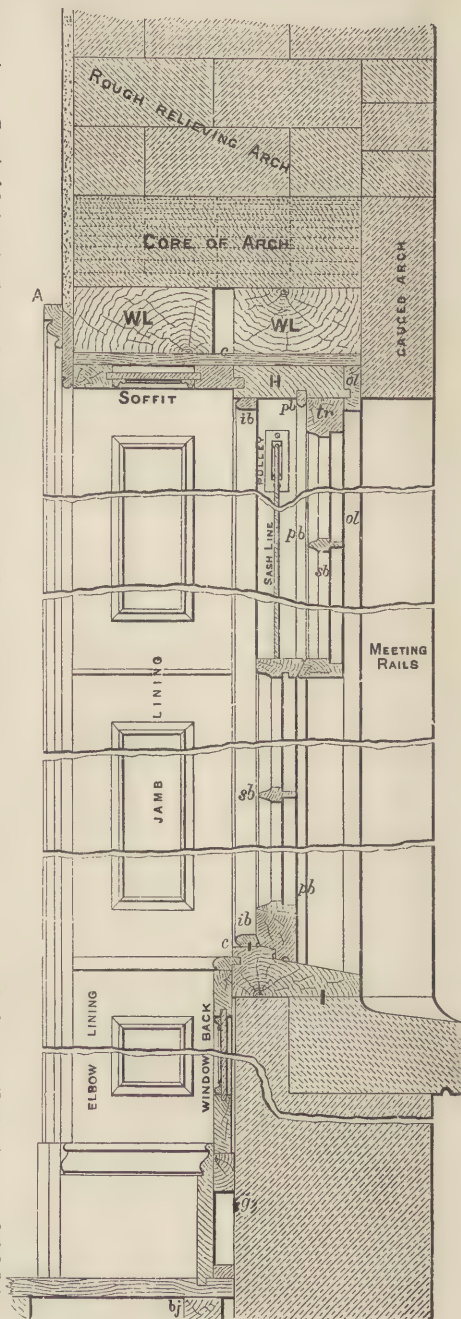 ROUGH RELIEVING ARCH
CORE OF ARCH
GAUGED ARCH
A
WL
WL
c
SOFFIT
H
ol
ib
pb
tr
PULLEY
SASH LINE
pb
ol
sb
MEETING
RAILS
JAMB LINING
sb
pb
ib
c
ELBOW LINING
WINDOW BACK
g
bj